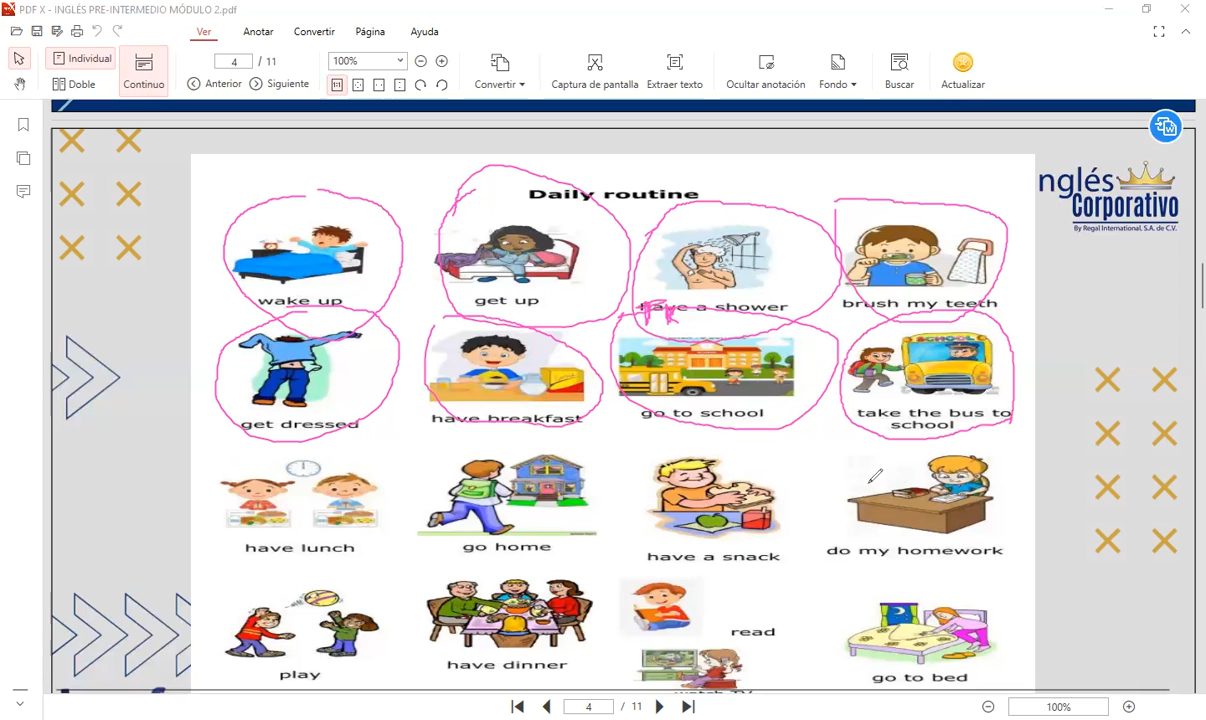 PDF X - INGLÉS PRE-INTERMEDIO MÓDULO 2.pdf
Ver Anotar Convertir Página Ayuda
Individual
Doble
Continuo
4 / 11
Anterior Siguiente
100%
Convertir
Captura de pantalla
Extraer texto
Ocultar anotación
Fondo
Buscar
Actualizar
nglés
Corporativo
By Regal International. S.A. de C.V.
Daily routine
wake up get up have a shower brush my teeth
SCHOOL
get dressed have breakfast go to school take the bus to
school
have lunch go home have a snack do my homework
play have dinner read go to bed
watch TV
4 / 11
100%